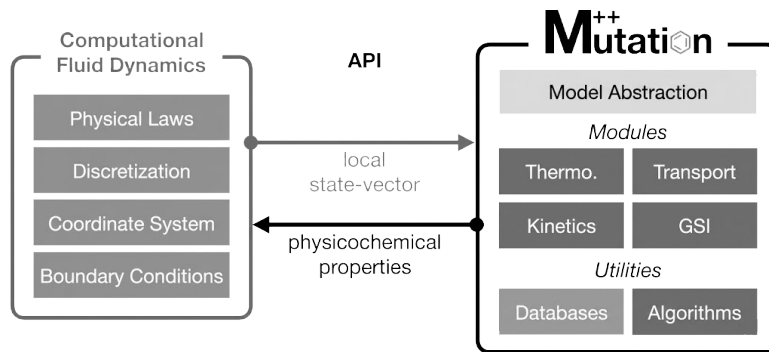 Computational
Fluid Dynamics
Physical Laws
Discretization
Coordinate System
Boundary Conditions
API
local
state-vector
physicochemical
properties
Mutation++
Model Abstraction
Modules
Thermo.
Transport
Kinetics
GSI
Utilities
Databases
Algorithms